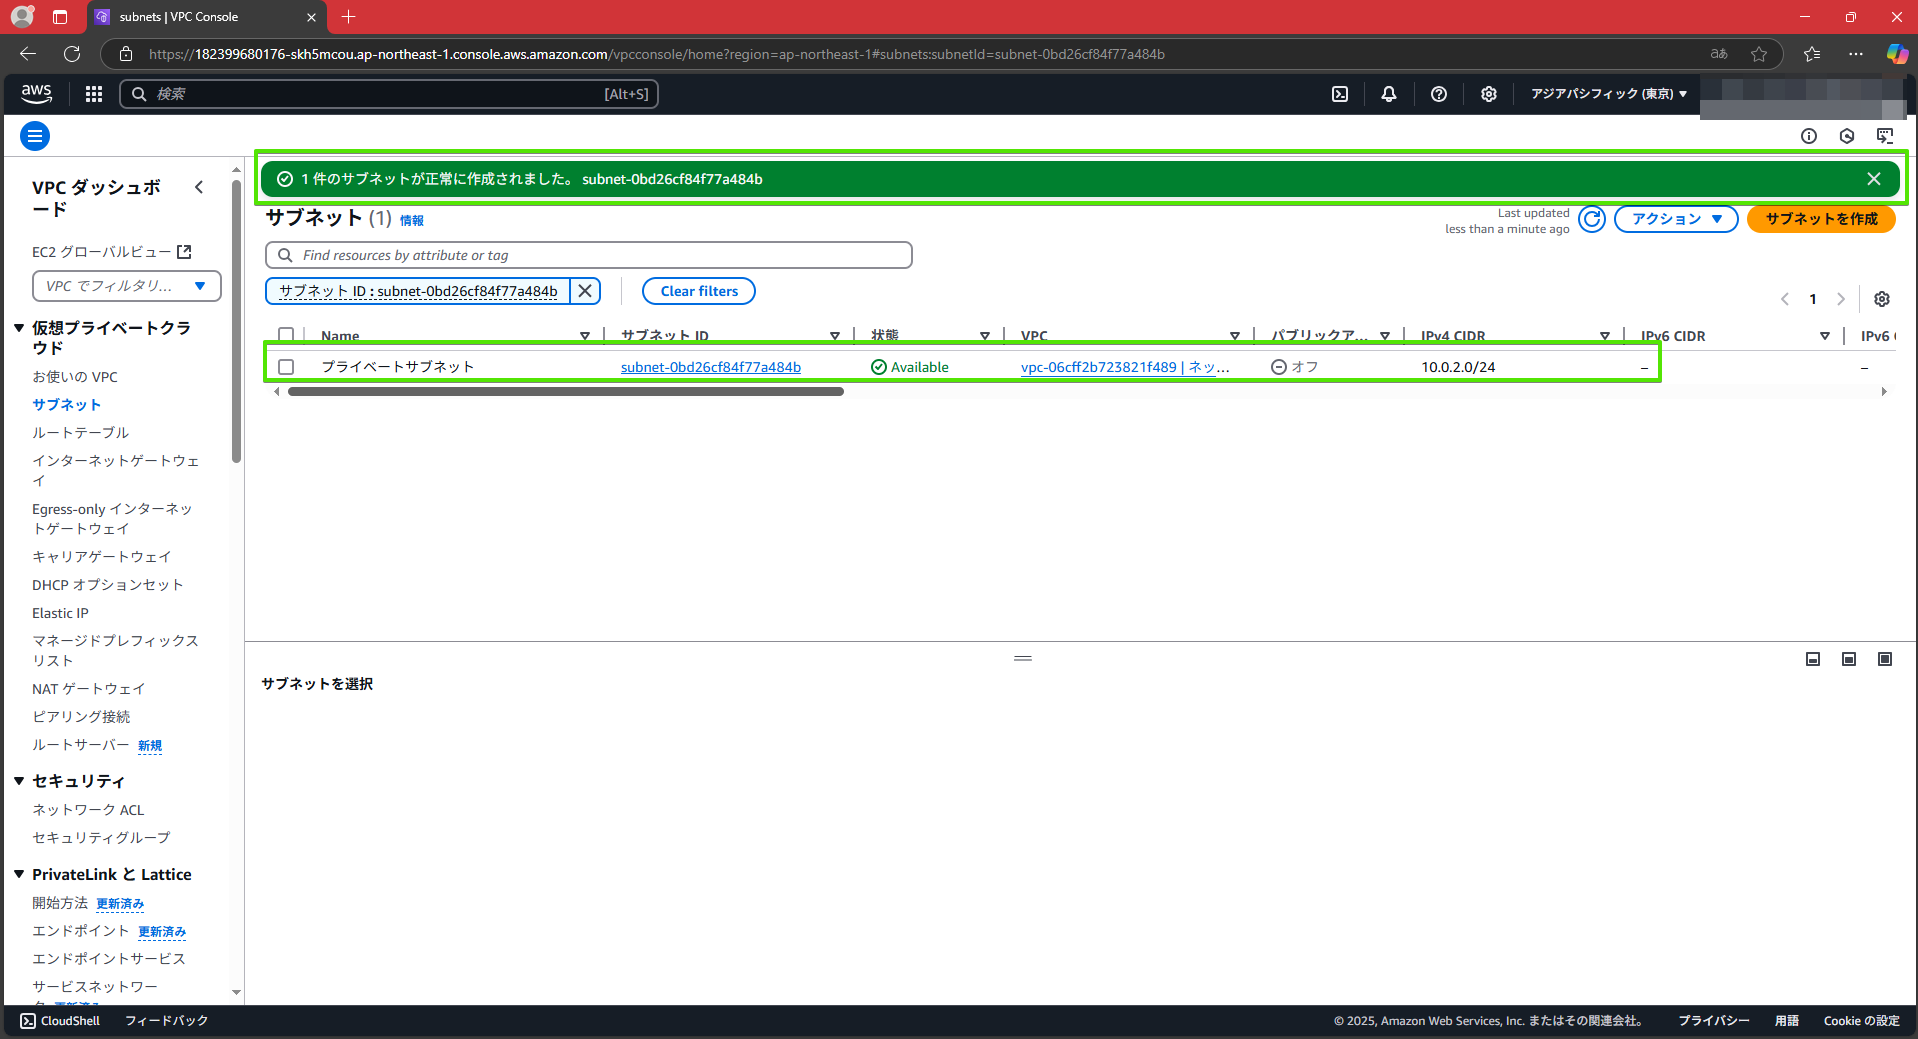 subnets | VPC Console
https://182399680176-skh5mcou.ap-northeast-1.console.aws.amazon.com/vpcconsole/home?region=ap-northeast-1#subnets:subnetId=subnet-0bd26cf84f77a484b
aあ
aws
検索
[Alt+S]
アジアパシフィック (東京)
VPC ダッシュボ
ード
EC2 グローバルビュー
VPC でフィルタリ...
仮想プライベートクラ
ウド
お使いの VPC
サブネット
ルートテーブル
インターネットゲートウェ
イ
Egress-only インターネッ
トゲートウェイ
キャリアゲートウェイ
DHCP オプションセット
Elastic IP
マネージドプレフィックス
リスト
NAT ゲートウェイ
ピアリング接続
ルートサーバー 新規
セキュリティ
ネットワーク ACL
セキュリティグループ
PrivateLink と Lattice
開始方法 更新済み
エンドポイント 更新済み
エンドポイントサービス
サービスネットワー
ク 更新済み
1 件のサブネットが正常に作成されました。 subnet-0bd26cf84f77a484b
サブネット (1) 情報
Last updated
less than a minute ago
アクション
サブネットを作成
Find resources by attribute or tag
サブネット ID : subnet-0bd26cf84f77a484b
Clear filters
1
Name サブネット ID 状態 VPC パブリックア... IPv4 CIDR IPv6 CIDR IPv6
プライベートサブネット subnet-0bd26cf84f77a484b Available vpc-06cff2b723821f489 | ネッ... オフ 10.0.2.0/24 – –
サブネットを選択
CloudShell フィードバック
© 2025, Amazon Web Services, Inc. またはその関連会社。 プライバシー 用語 Cookie の設定